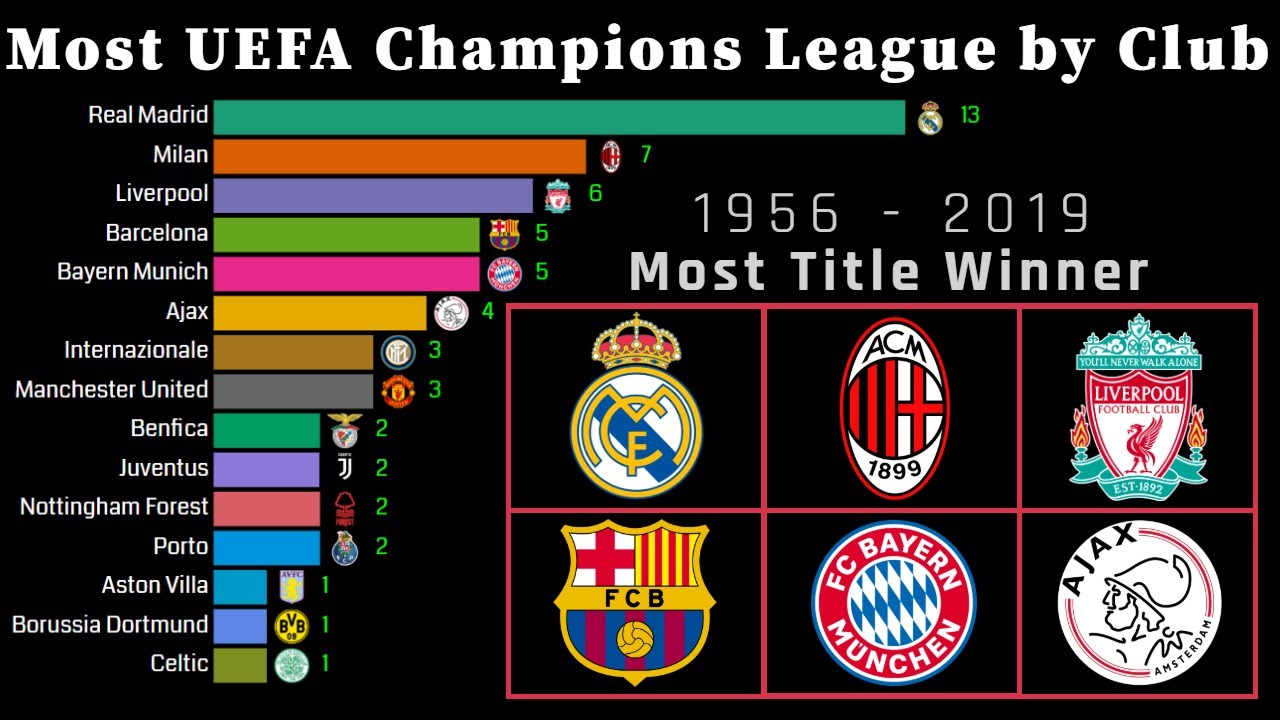 Most UEFA Champions League by Club
Real Madrid 13
Milan 7
Liverpool 6
Barcelona 5
Bayern Munich 5
Ajax 4
Internazionale 3
Manchester United 3
Benfica 2
Juventus 2
Nottingham Forest 2
Porto 2
Aston Villa 1
Borussia Dortmund 1
Celtic 1
1956 - 2019
Most Title Winner
ACM
1899
YOU'LL NEVER WALK ALONE
LIVERPOOL
FOOTBALL CLUB
EST·1892
FCB
FC BAYERN
MÜNCHEN
AJAX
AMSTERDAM
AVFC
BVB
09